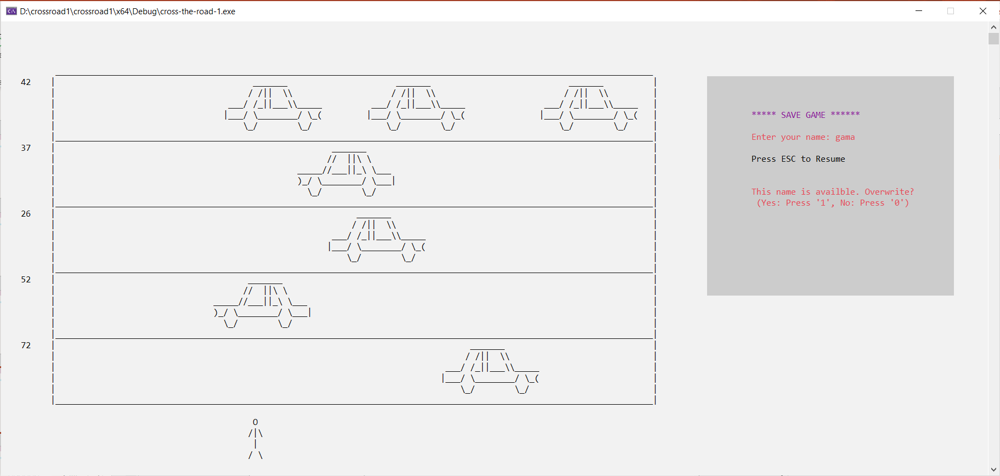 D:\crossroad1\crossroad1\x64\Debug\cross-the-road-1.exe
42
37
26
52
72
***** SAVE GAME ******
Enter your name: gama
Press ESC to Resume
This name is availble. Overwrite?
(Yes: Press '1', No: Press '0')